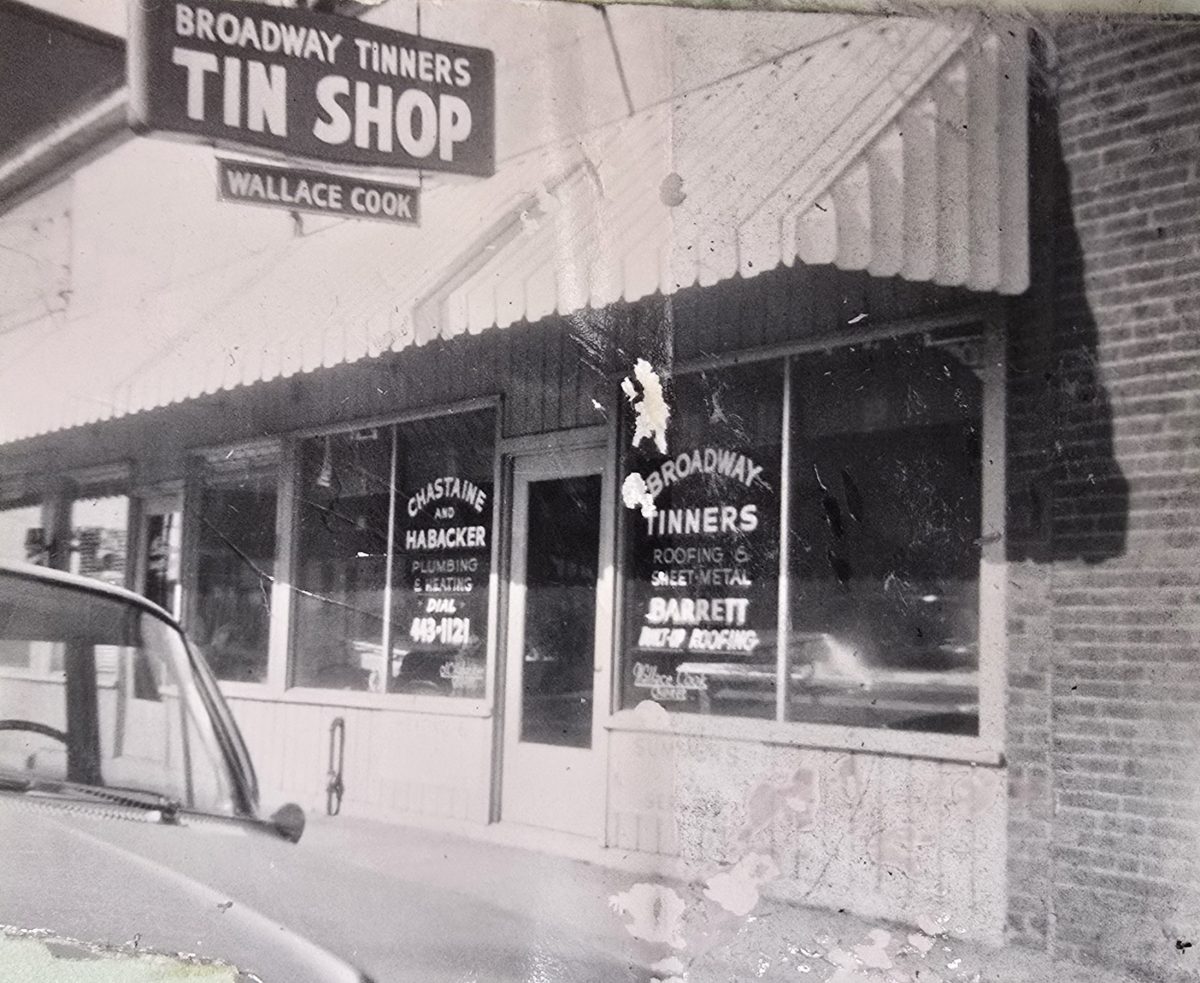 BROADWAY TINNERS
TIN SHOP
WALLACE COOK
CHASTAINE
AND
HABACKER
PLUMBING
& HEATING
DIAL
443-1121
BROADWAY
TINNERS
ROOFING &
SHEET-METAL
BARRETT
BUILT-UP ROOFING
Wallace Cook
OWNER